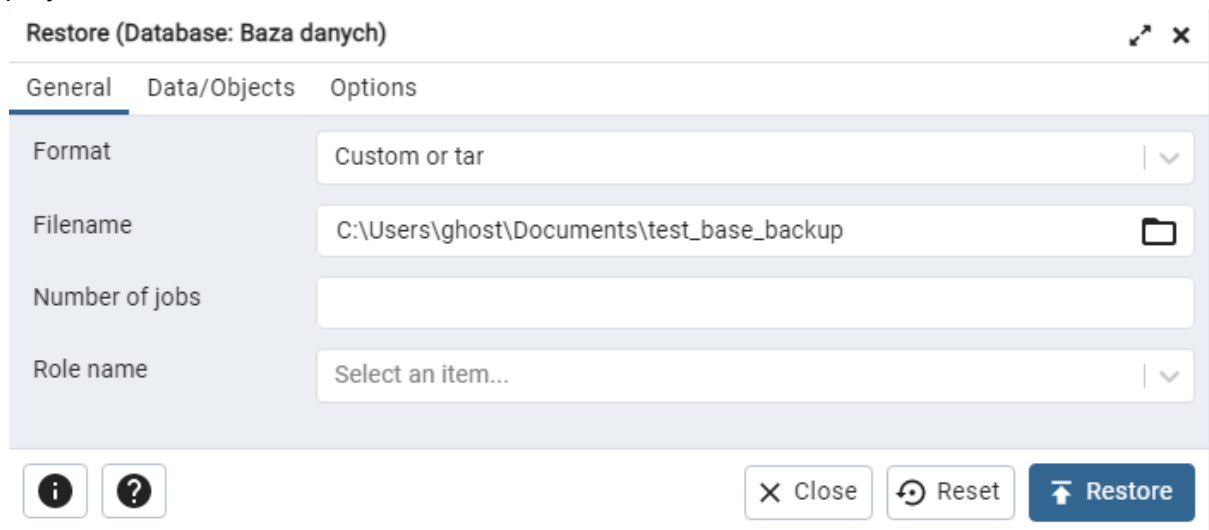 Restore (Database: Baza danych)
General Data/Objects Options
Format Custom or tar
Filename C:\Users\ghost\Documents\test_base_backup
Number of jobs
Role name Select an item...
Close Reset Restore